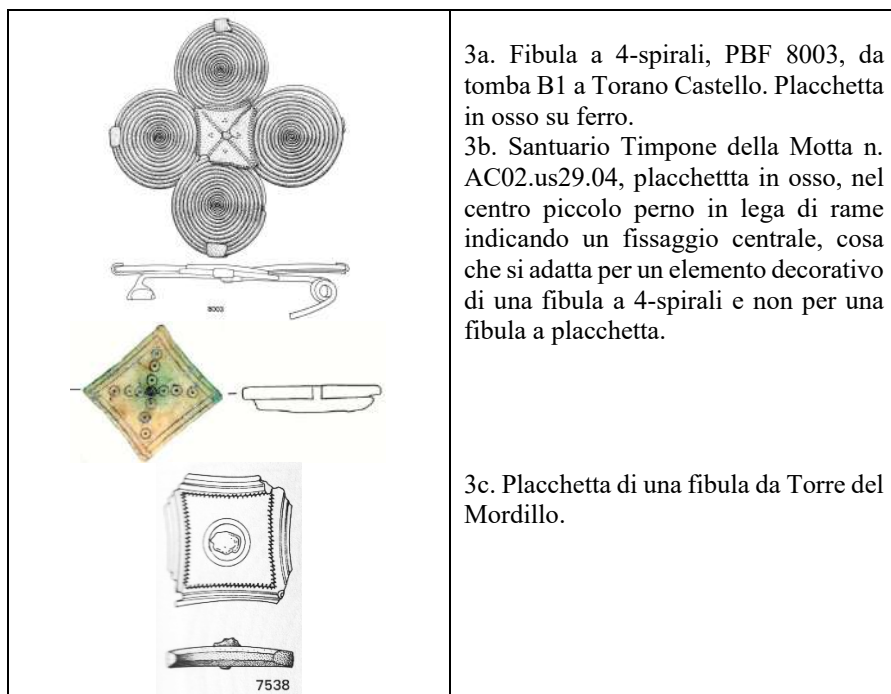 3a. Fibula a 4-spirali, PBF 8003, da
tomba B1 a Torano Castello. Placchetta
in osso su ferro.
3b. Santuario Timpone della Motta n.
AC02.us29.04, placchettta in osso, nel
centro piccolo perno in lega di rame
indicando un fissaggio centrale, cosa
che si adatta per un elemento decorativo
di una fibula a 4-spirali e non per una
fibula a placchetta.
8003
3c. Placchetta di una fibula da Torre del
Mordillo.
7538